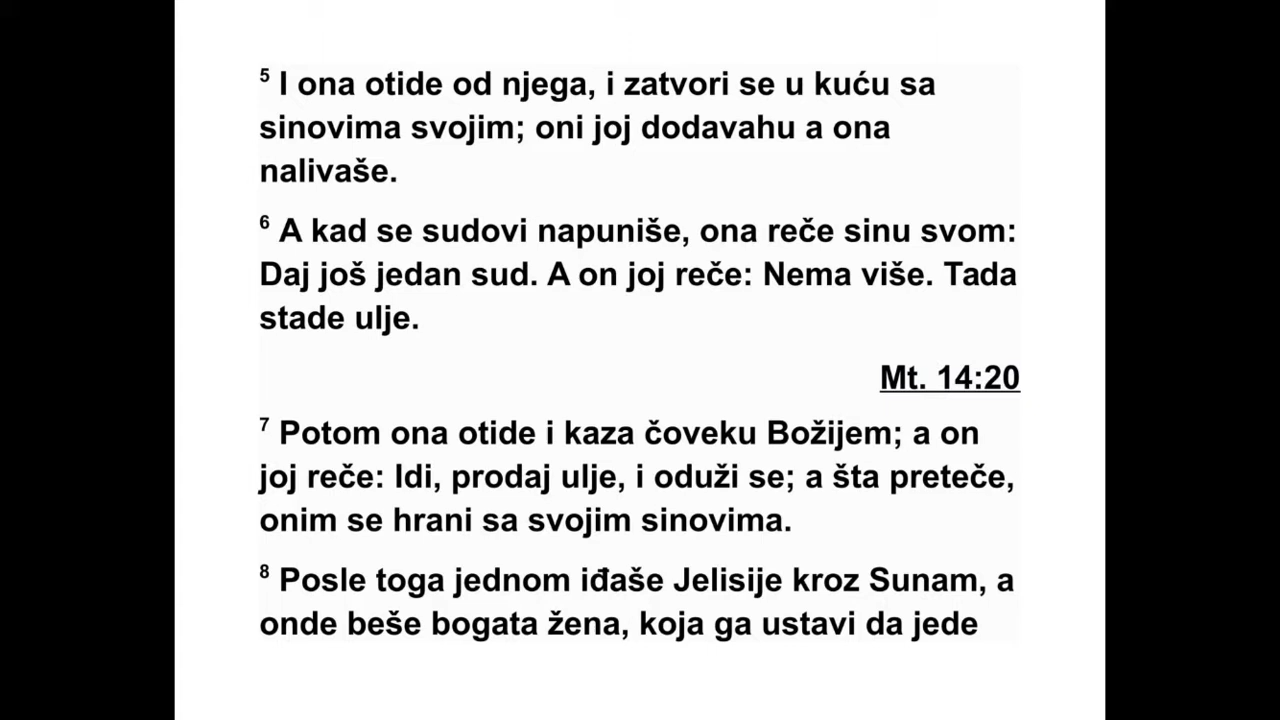 5 I ona otide od njega, i zatvori se u kuću sa
sinovima svojim; oni joj dodavahu a ona
nalivaše.
6 A kad se sudovi napuniše, ona reče sinu svom:
Daj još jedan sud. A on joj reče: Nema više. Tada
stade ulje.
Mt. 14:20
7 Potom ona otide i kaza čoveku Božijem; a on
joj reče: Idi, prodaj ulje, i oduži se; a šta preteče,
onim se hrani sa svojim sinovima.
8 Posle toga jednom iđaše Jelisije kroz Sunam, a
onde beše bogata žena, koja ga ustavi da jede